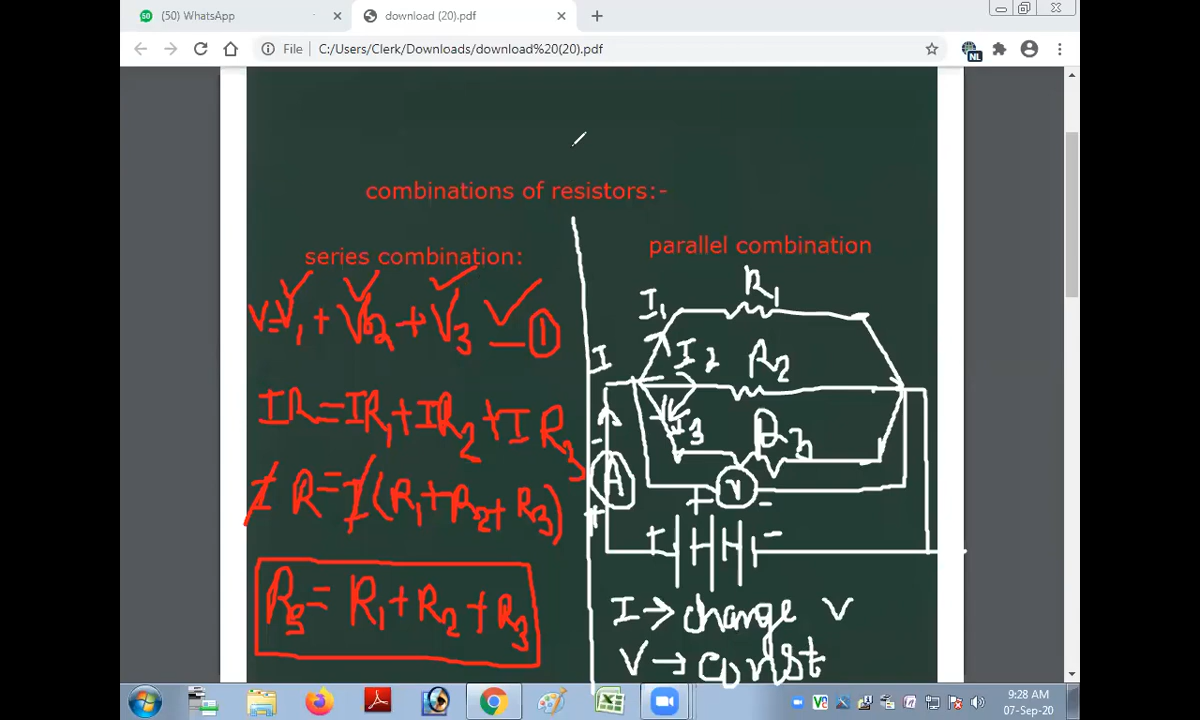 (50) WhatsApp
download (20).pdf
File
C:/Users/Clerk/Downloads/download%20(20).pdf
NL
combinations of resistors:-
series combination:
V=V1+V2+V3 —①
IR=IR1+IR2+IR3
IR=I(R1+R2+R3)
Rs=R1+R2+R3
parallel combination
R1
I1
I
I2
R2
I3
R3
A
V
+ -
+ -
- +
I→change V
V→const
9:28 AM
07-Sep-20